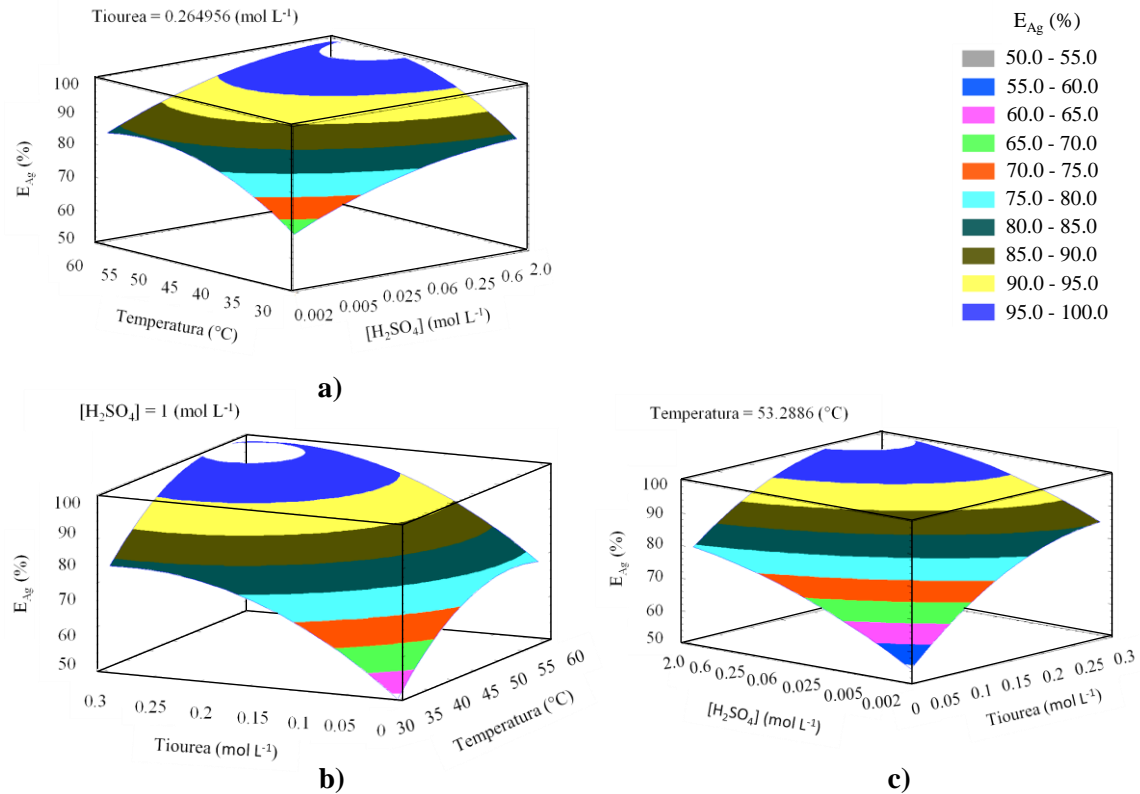 Tiourea = 0.264956 (mol L⁻¹)
100
90
80
70
60
50
E_Ag (%)
60 55 50 45 40 35 30
Temperatura (°C)
0.002 0.005 0.025 0.06 0.25 0.6 2.0
[H₂SO₄] (mol L⁻¹)
a)
E_Ag (%)
50.0 - 55.0
55.0 - 60.0
60.0 - 65.0
65.0 - 70.0
70.0 - 75.0
75.0 - 80.0
80.0 - 85.0
85.0 - 90.0
90.0 - 95.0
95.0 - 100.0
[H₂SO₄] = 1 (mol L⁻¹)
100
90
80
70
60
50
E_Ag (%)
0.3 0.25 0.2 0.15 0.1 0.05 0
Tiourea (mol L⁻¹)
30 35 40 45 50 55 60
Temperatura (°C)
b)
Temperatura = 53.2886 (°C)
100
90
80
70
60
50
E_Ag (%)
2.0 0.6 0.25 0.06 0.025 0.005 0.002
[H₂SO₄] (mol L⁻¹)
0 0.05 0.1 0.15 0.2 0.25 0.3
Tiourea (mol L⁻¹)
c)